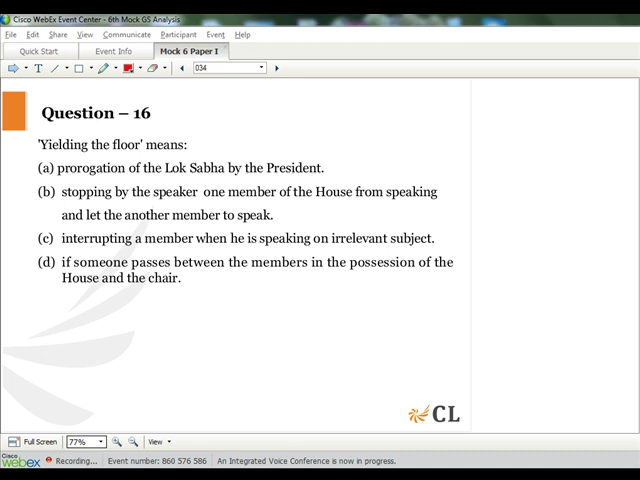 Cisco WebEx Event Center - 6th Mock GS Analysis
File Edit Share View Communicate Participant Event Help
Quick Start Event Info Mock 6 Paper I
T 034
Question – 16
'Yielding the floor' means:
(a) prorogation of the Lok Sabha by the President.
(b) stopping by the speaker one member of the House from speaking
and let the another member to speak.
(c) interrupting a member when he is speaking on irrelevant subject.
(d) if someone passes between the members in the possession of the
House and the chair.
CL
Full Screen 77% View
Cisco webex Recording... Event number: 860 576 586 An Integrated Voice Conference is now in progress.